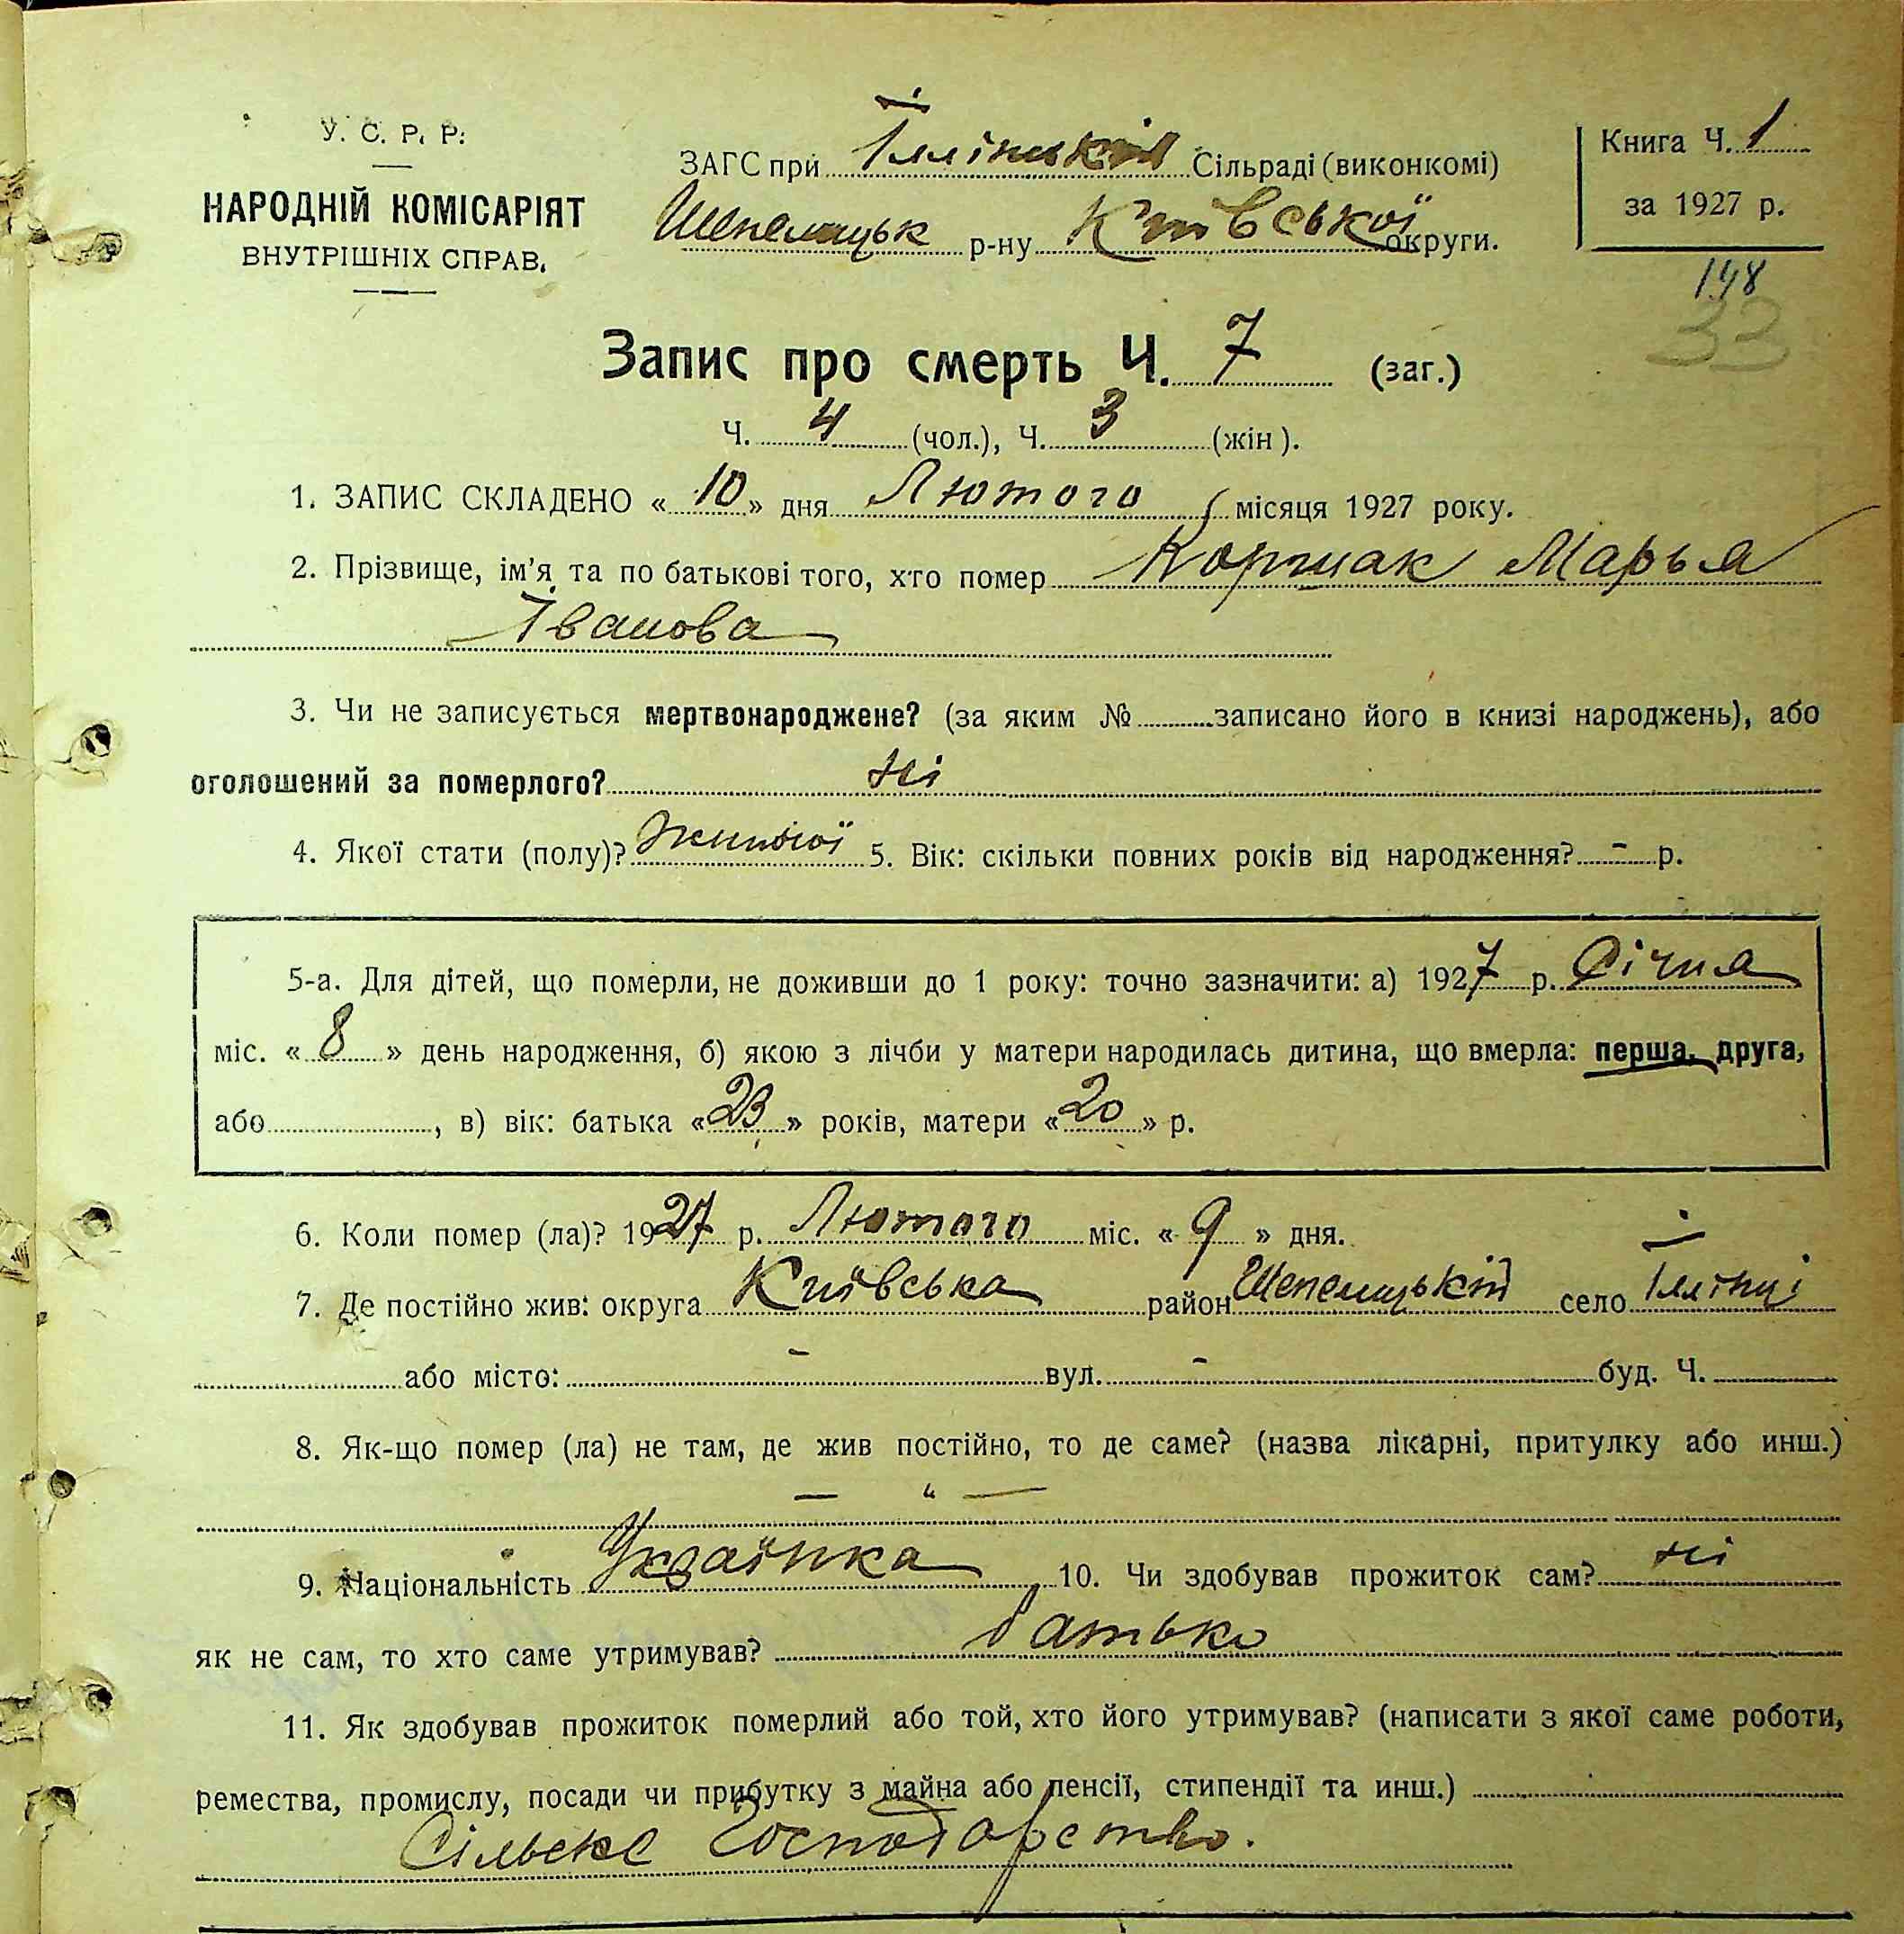 У. С. Р. Р.
НАРОДНІЙ КОМІСАРІЯТ
ВНУТРІШНІХ СПРАВ.
ЗАГС при Іллінській Сільраді (виконкомі)
Шепелицьк р-ну Київської округи.
Книга Ч. 1
за 1927 р.
148
33
Запис про смерть Ч. 7 (заг.)
Ч. 4 (чол.), Ч. 3 (жін).
1. ЗАПИС СКЛАДЕНО « 10 » дня Лютого місяця 1927 року.
2. Прізвище, ім’я та по батькові того, хто помер Коршак Марья
Іванова
3. Чи не записується мертвонароджене? (за яким № записано його в книзі народжень), або
оголошений за померлого? ні
4. Якої стати (полу)? 5. Вік: скільки повних років від народження? - р.
5-а. Для дітей, що померли, не доживши до 1 року: точно зазначити: а) 1927 р. Січня
міс. « 8 » день народження, б) якою з лічби у матери народилась дитина, що вмерла: перша, друга,
або , в) вік: батька « 23 » років, матери « 20 » р.
6. Коли помер (ла)? 1927 р. Лютого міс. « 9 » дня.
7. Де постійно жив: округа Київська район Шепелицькій село Іллінці
або місто: - вул. - буд. Ч.
8. Як-що помер (ла) не там, де жив постійно, то де саме? (назва лікарні, притулку або инш.)
— " —
9. Національність Українка 10. Чи здобував прожиток сам? ні
як не сам, то хто саме утримував? батько
11. Як здобував прожиток померлий або той, хто його утримував? (написати з якої саме роботи,
ремества, промислу, посади чи прибутку з майна або пенсії, стипендії та инш.)
Сільске Господарство.